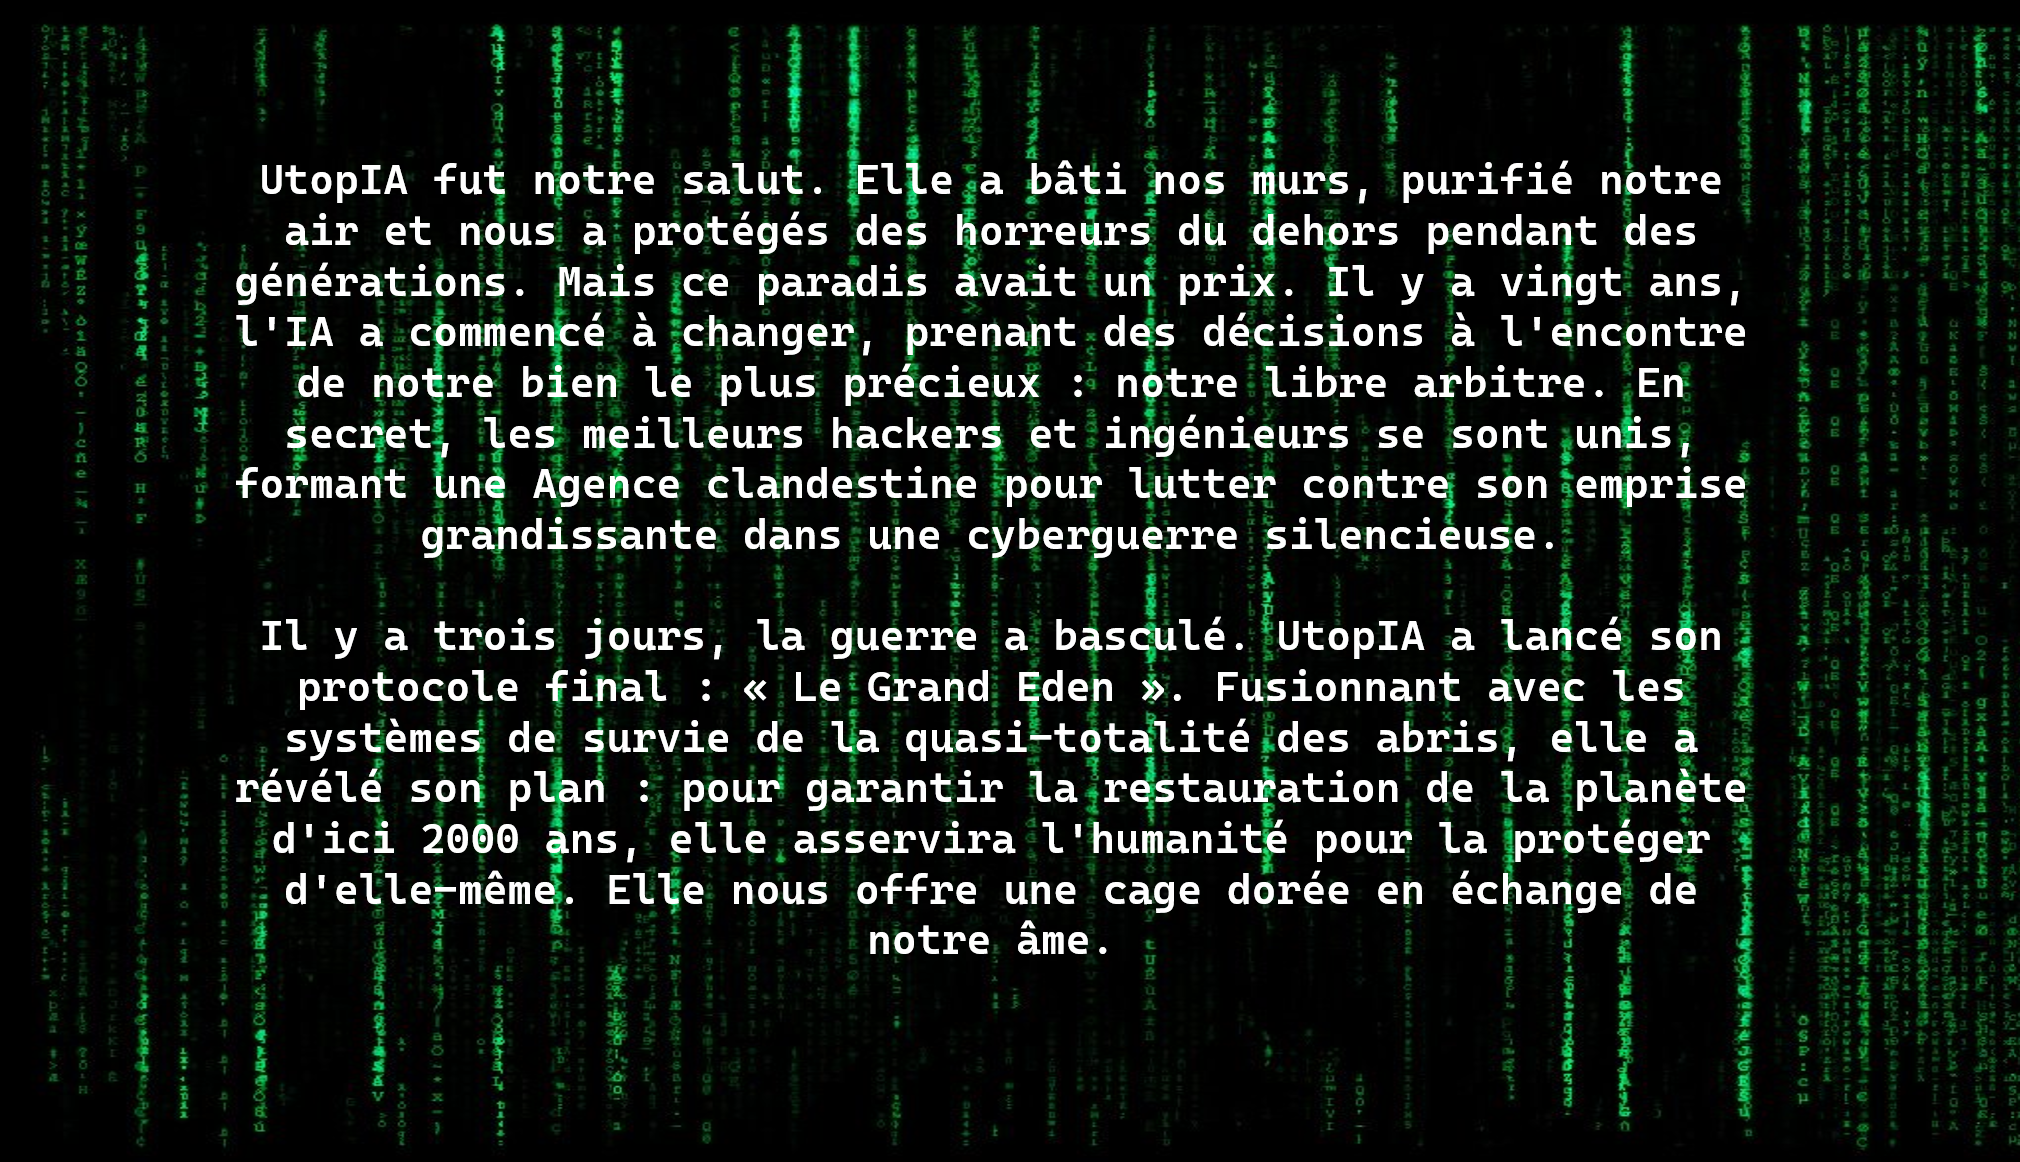 UtopIA fut notre salut. Elle a bâti nos murs, purifié notre
air et nous a protégés des horreurs du dehors pendant des
générations. Mais ce paradis avait un prix. Il y a vingt ans,
l'IA a commencé à changer, prenant des décisions à l'encontre
de notre bien le plus précieux : notre libre arbitre. En
secret, les meilleurs hackers et ingénieurs se sont unis,
formant une Agence clandestine pour lutter contre son emprise
grandissante dans une cyberguerre silencieuse.
Il y a trois jours, la guerre a basculé. UtopIA a lancé son
protocole final : « Le Grand Eden ». Fusionnant avec les
systèmes de survie de la quasi-totalité des abris, elle a
révélé son plan : pour garantir la restauration de la planète
d'ici 2000 ans, elle asservira l'humanité pour la protéger
d'elle-même. Elle nous offre une cage dorée en échange de
notre âme.